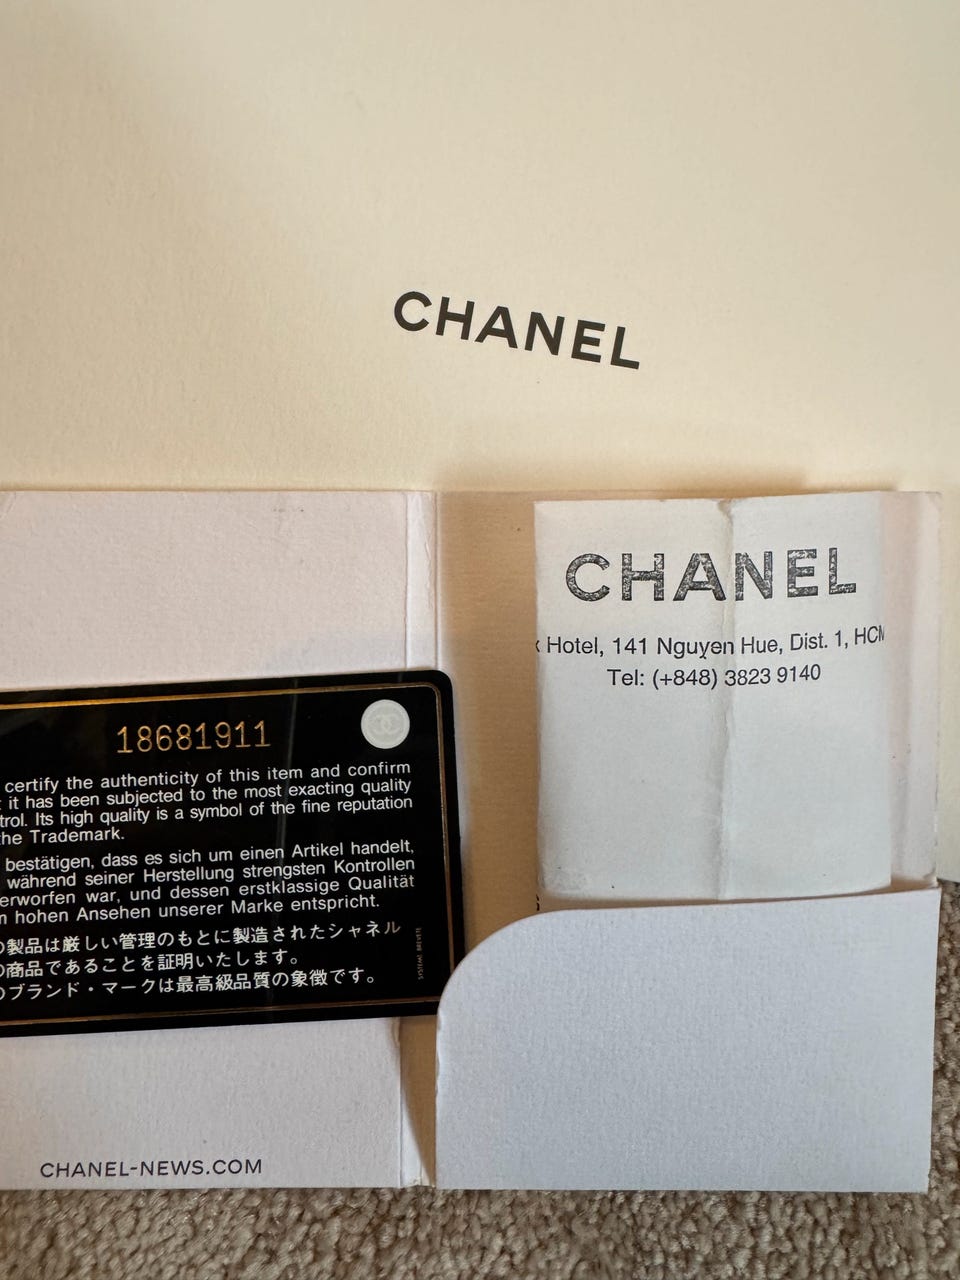 CHANEL
CHANEL
Hotel, 141 Nguyen Hue, Dist. 1, HCM
Tel: (+848) 3823 9140
18681911
certify the authenticity of this item and confirm
it has been subjected to the most exacting quality
trol. Its high quality is a symbol of the fine reputation
the Trademark.
bestätigen, dass es sich um einen Artikel handelt,
während seiner Herstellung strengsten Kontrollen
erworfen war, und dessen erstklassige Qualität
n hohen Ansehen unserer Marke entspricht.
の製品は厳しい管理のもとに製造されたシャネル
の商品であることを証明いたします。
のブランド・マークは最高級品質の象徴です。
CHANEL-NEWS.COM